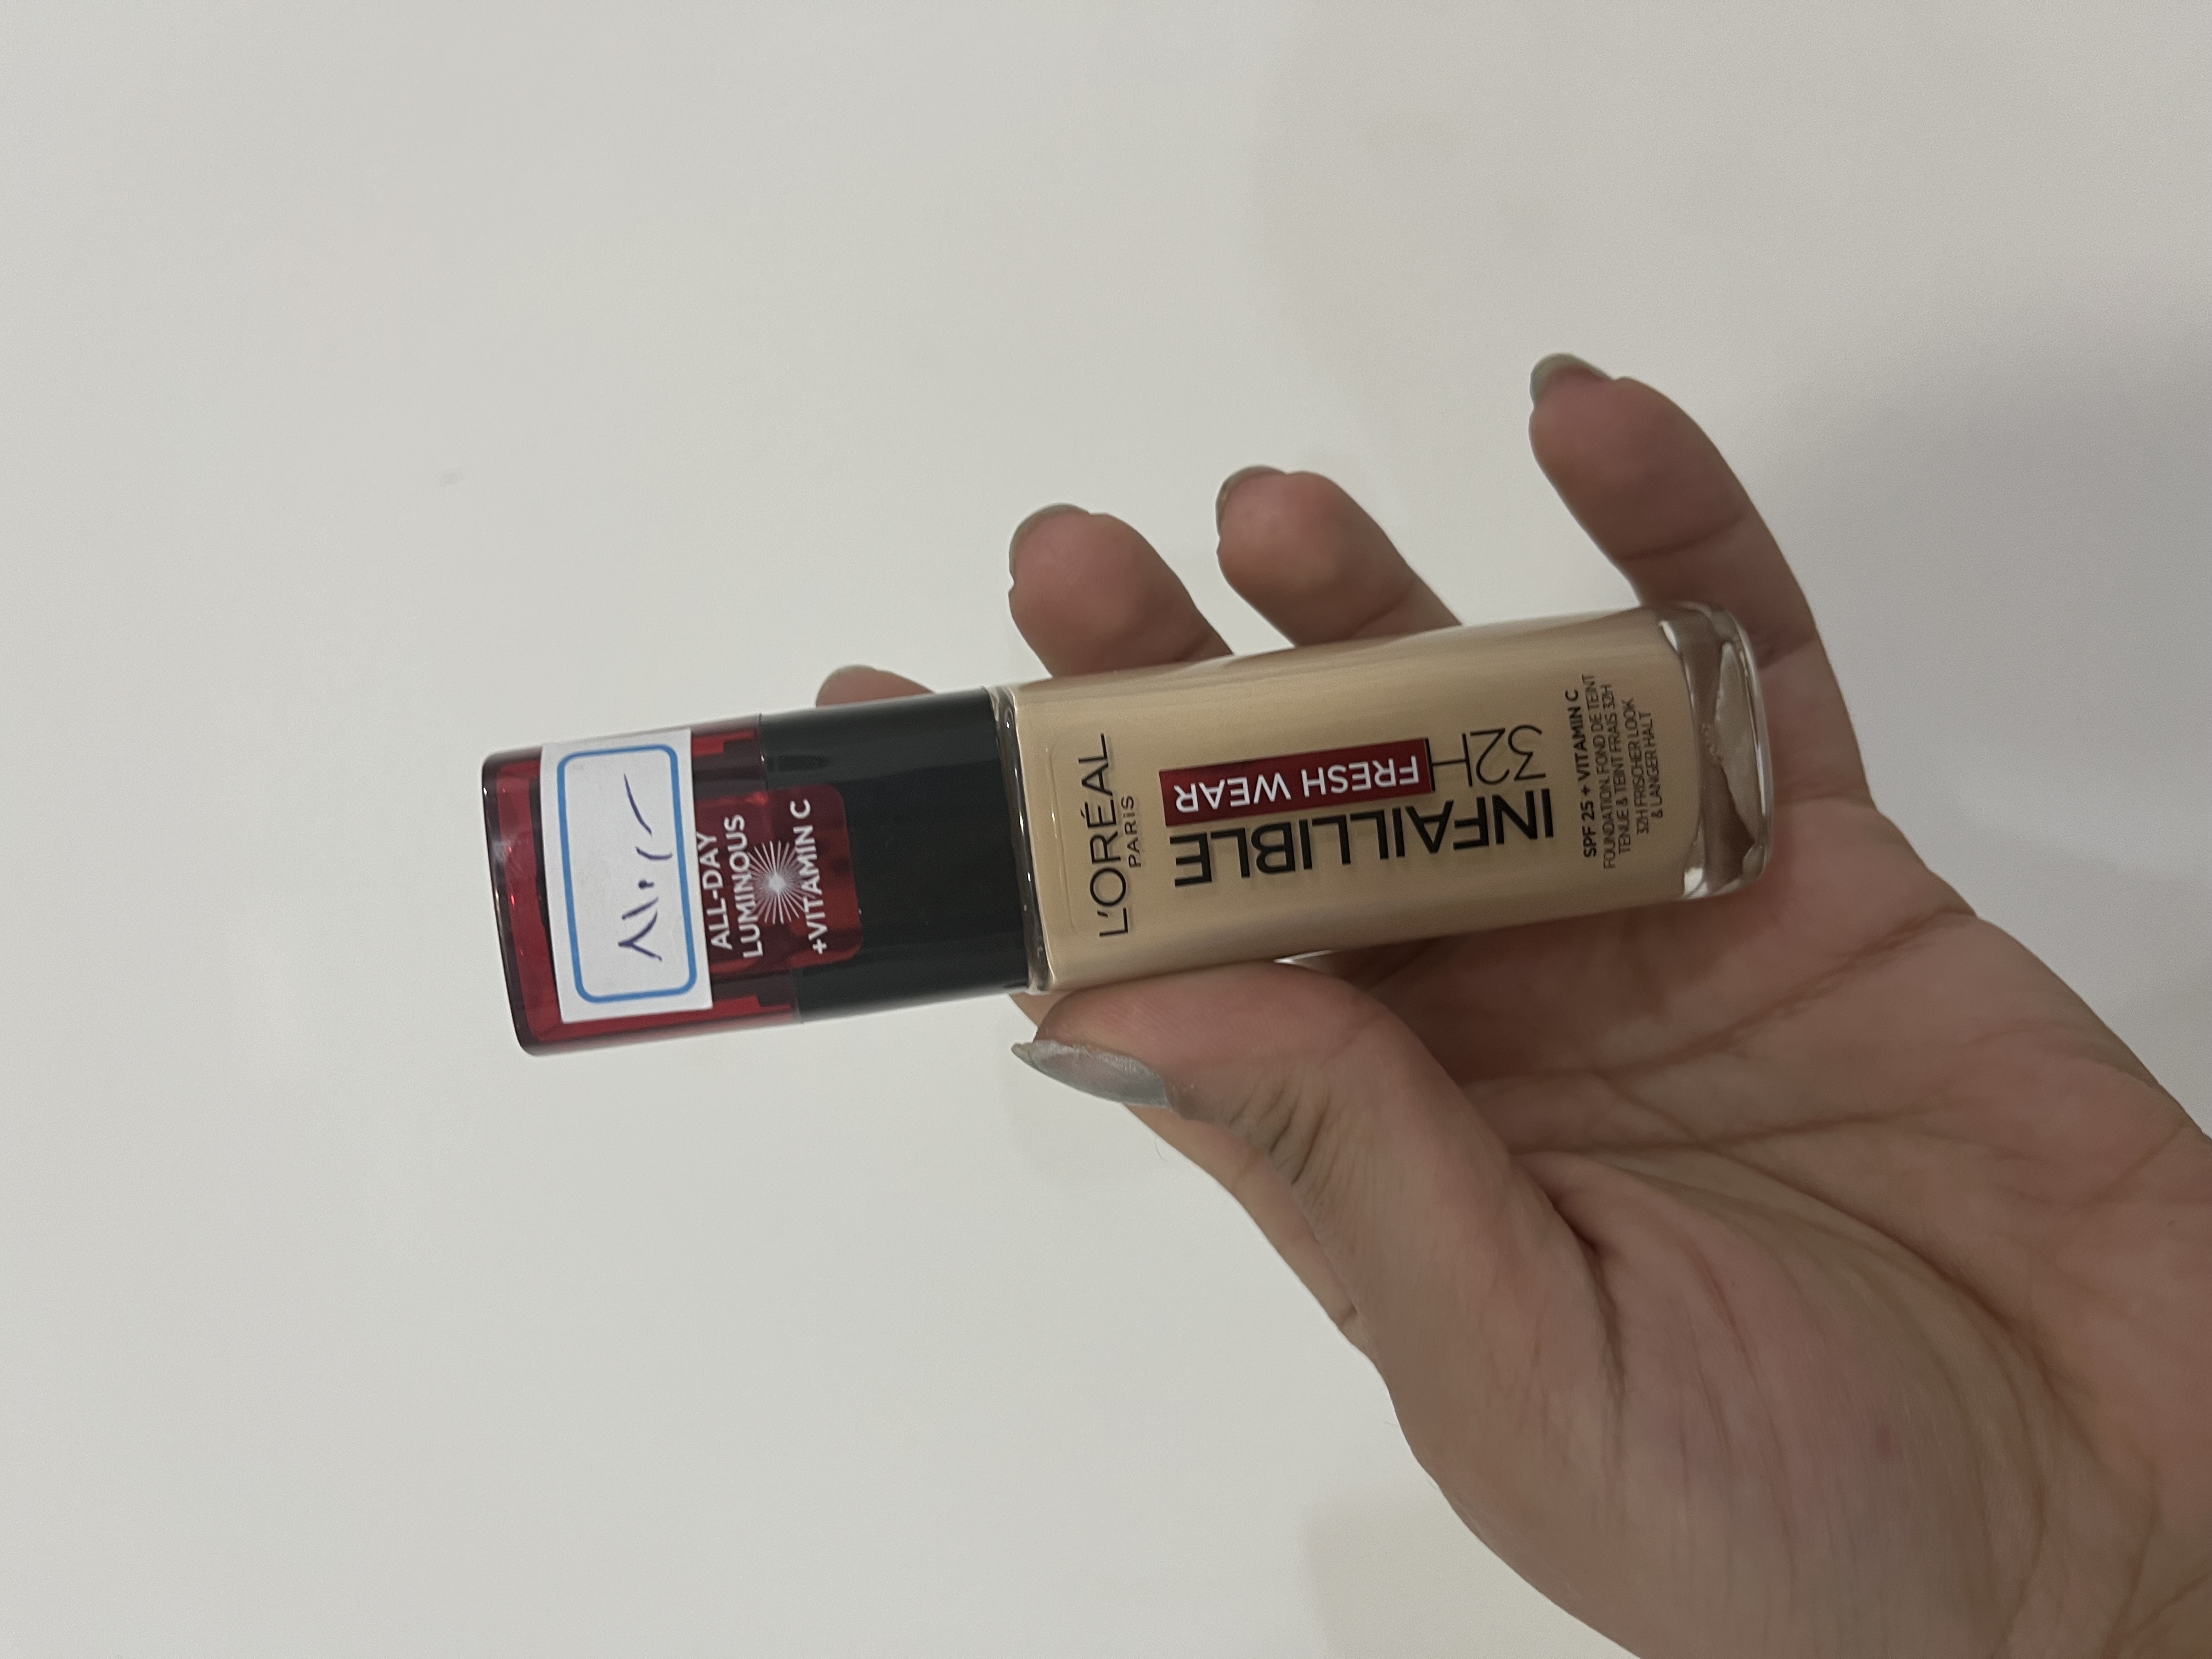 ALL-DAY
LUMINOUS
+VITAMIN C
L'ORÉAL
PARIS
INFAILLIBLE
FRESH WEAR
32H
SPF 25 + VITAMIN C
FOUNDATION. FOND DE TEINT
TENUE & TEINT FRAIS 32H
32H FRISCHER LOOK
& LANGER HALT